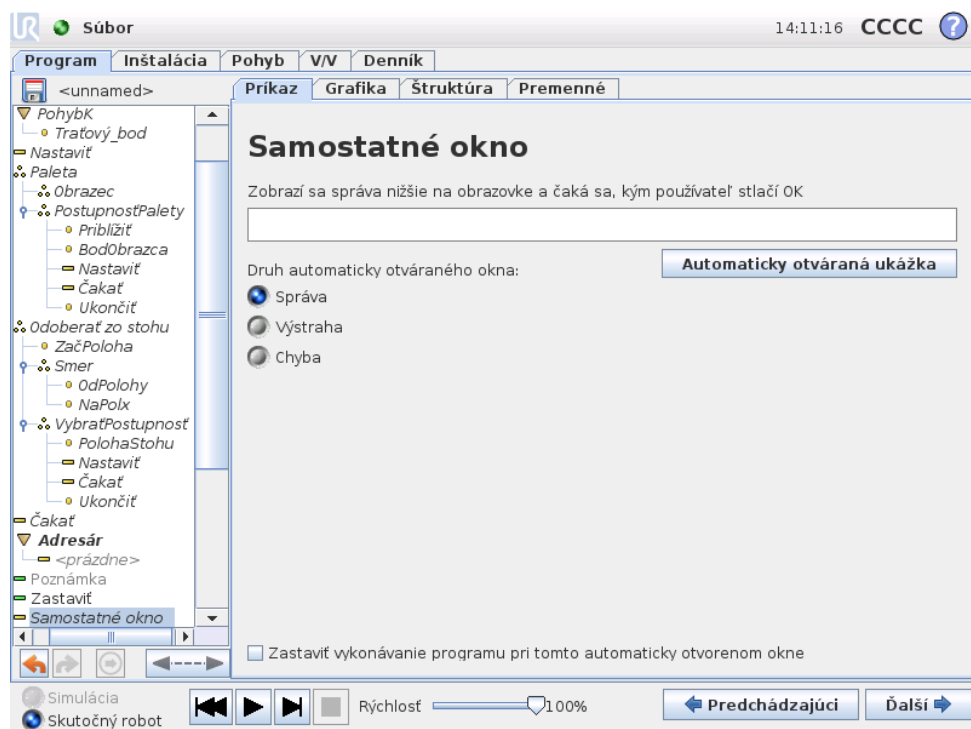 UR Súbor 14:11:16 CCCC ?
Program Inštalácia Pohyb V/V Denník
<unnamed> Príkaz Grafika Štruktúra Premenné
PohybK
Traťový_bod
Nastaviť
Paleta
Obrazec
PostupnosťPalety
Priblížiť
BodObrazca
Nastaviť
Čakať
Ukončiť
Odoberať zo stohu
ZačPoloha
Smer
OdPolohy
NaPolx
VybraťPostupnosť
PolohaStohu
Nastaviť
Čakať
Ukončiť
Čakať
Adresár
<prázdne>
Poznámka
Zastaviť
Samostatné okno
Samostatné okno
Zobrazí sa správa nižšie na obrazovke a čaká sa, kým používateľ stlačí OK
Automaticky otváraná ukážka
Druh automaticky otváraného okna:
Správa
Výstraha
Chyba
Zastaviť vykonávanie programu pri tomto automaticky otvorenom okne
Simulácia
Skutočný robot
Rýchlosť 100%
Predchádzajúci Ďalší